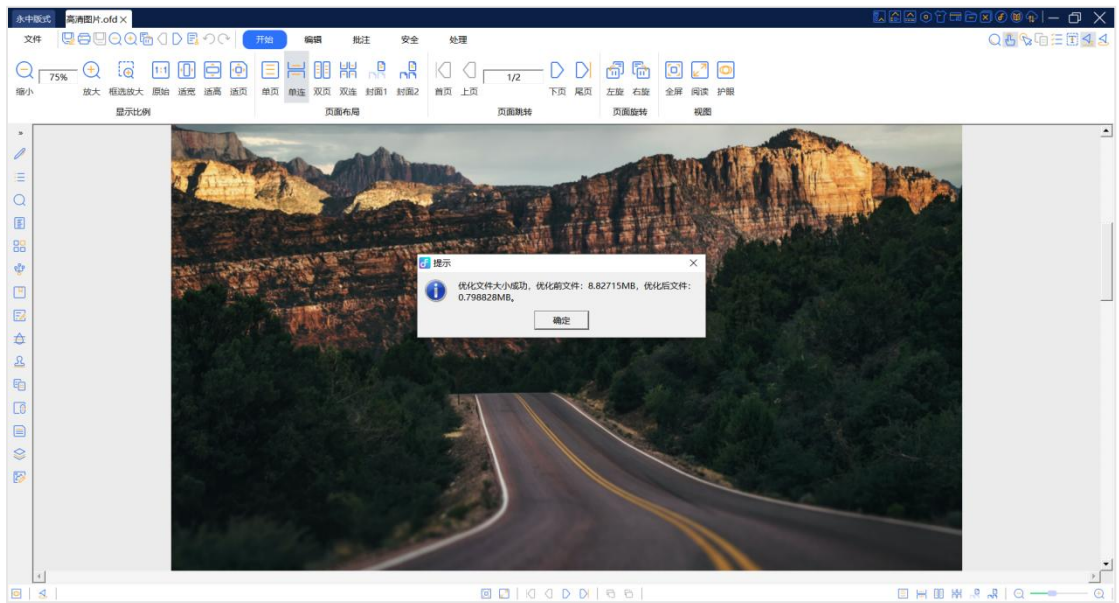 永中版式 高清图片.ofd ×
文件 开始 编辑 批注 安全 处理
75% 1:1 1/2
缩小 放大 框选放大 原始 适宽 适高 适页 单页 单连 双页 双连 封面1 封面2 首页 上页 下页 尾页 左旋 右旋 全屏 阅读 护眼
显示比例 页面布局 页面跳转 页面旋转 视图
提示
优化文件大小成功，优化前文件：8.82715MB，优化后文件：
0.798828MB。
确定